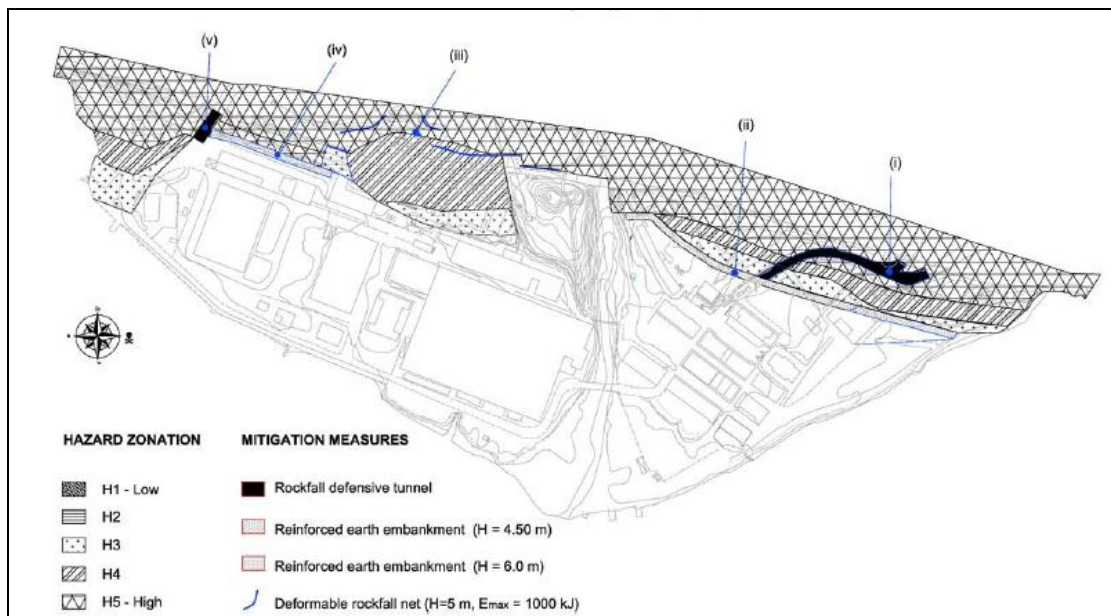 (v)
(iv)
(iii)
(ii)
(i)
HAZARD ZONATION
H1 - Low
H2
H3
H4
H5 - High
MITIGATION MEASURES
Rockfall defensive tunnel
Reinforced earth embankment (H = 4.50 m)
Reinforced earth embankment (H = 6.0 m)
Deformable rockfall net (H=5 m, Emax = 1000 kJ)